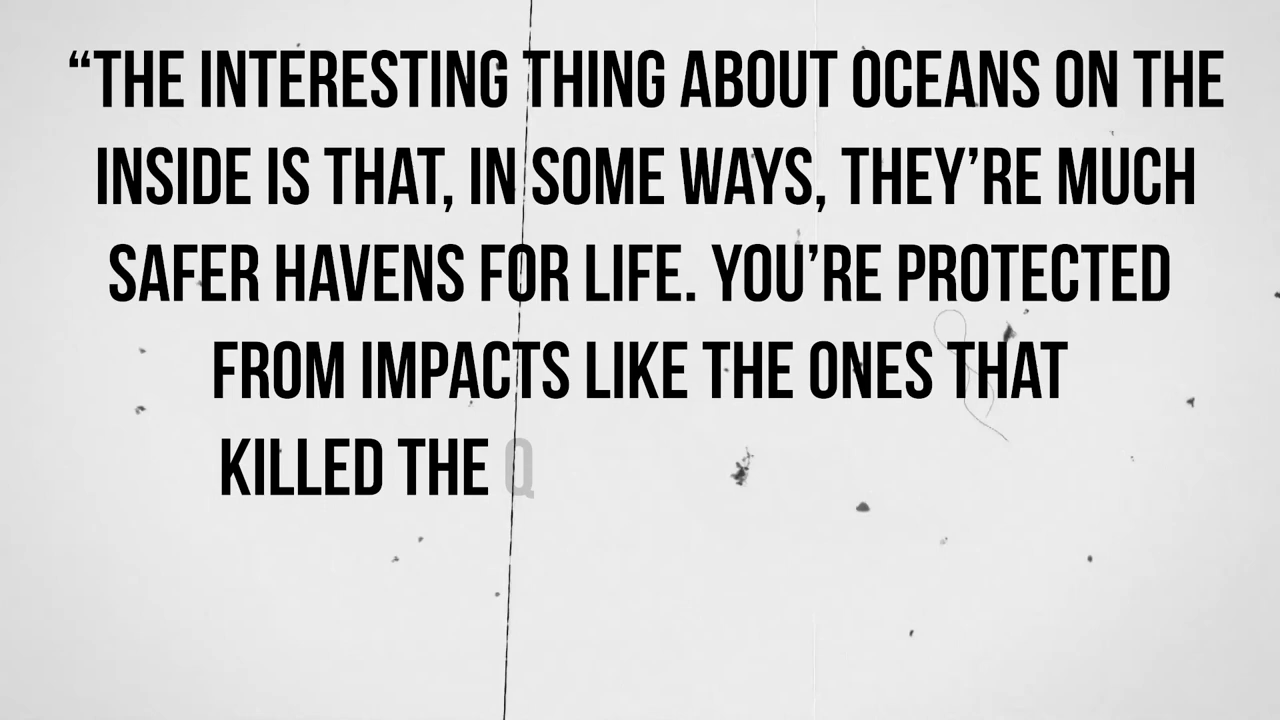 “THE INTERESTING THING ABOUT OCEANS ON THE
INSIDE IS THAT, IN SOME WAYS, THEY’RE MUCH
SAFER HAVENS FOR LIFE. YOU’RE PROTECTED
FROM IMPACTS LIKE THE ONES THAT
KILLED THE Q